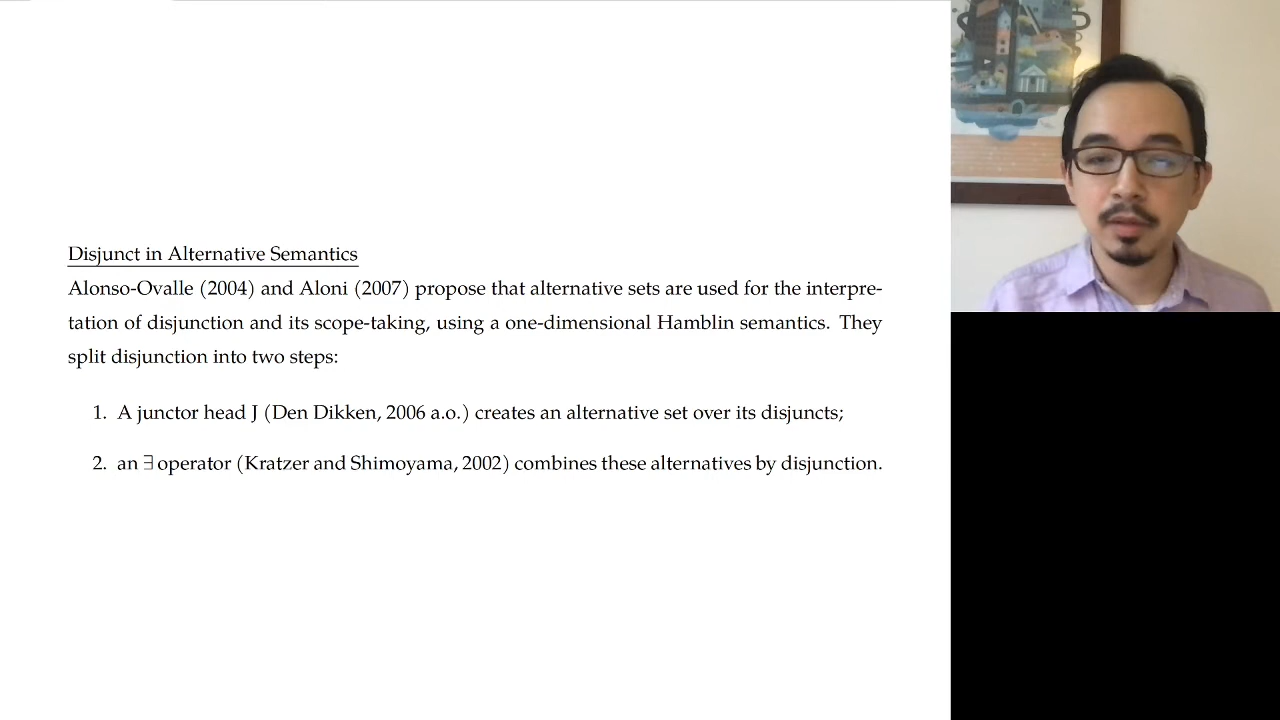 Disjunct in Alternative Semantics
Alonso-Ovalle (2004) and Aloni (2007) propose that alternative sets are used for the interpre-
tation of disjunction and its scope-taking, using a one-dimensional Hamblin semantics. They
split disjunction into two steps:
1. A junctor head J (Den Dikken, 2006 a.o.) creates an alternative set over its disjuncts;
2. an ∃ operator (Kratzer and Shimoyama, 2002) combines these alternatives by disjunction.